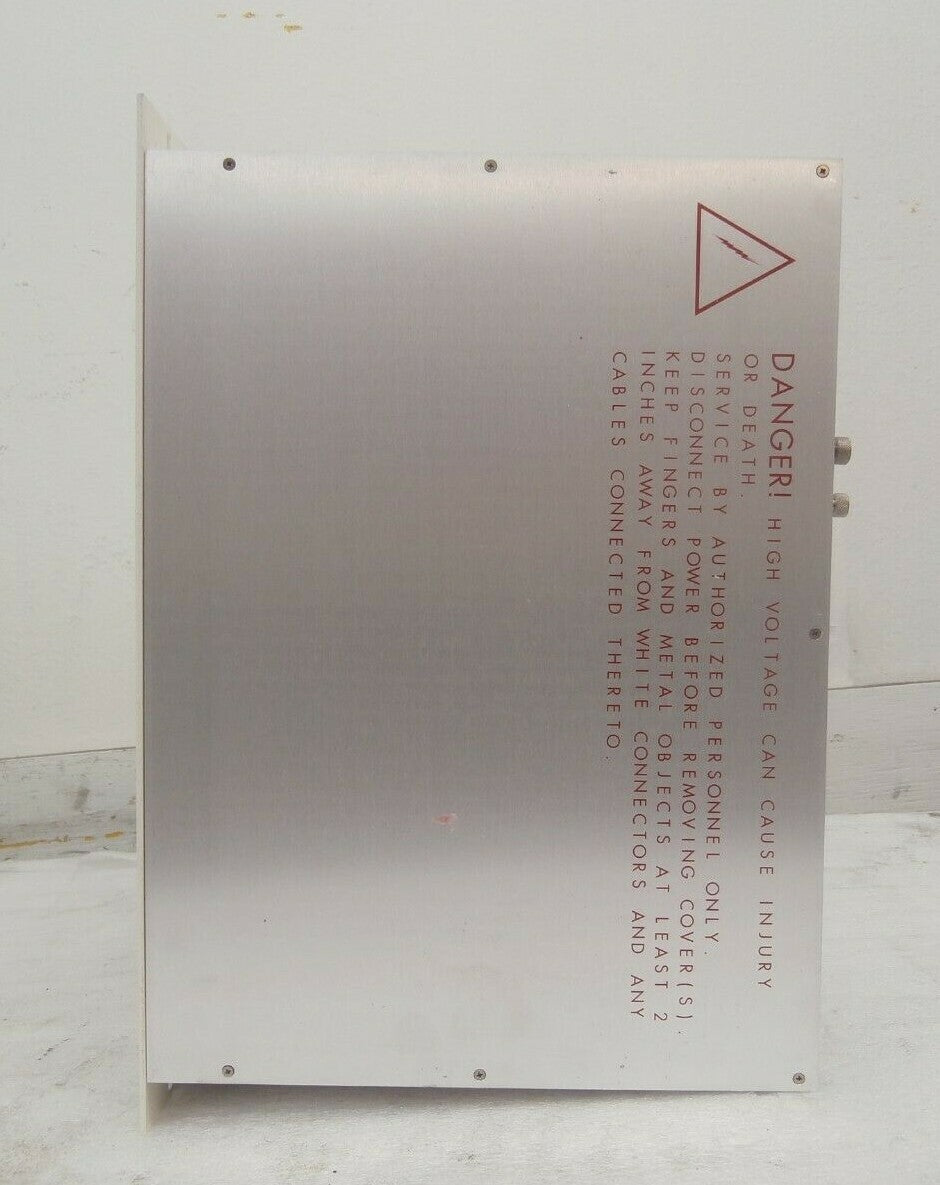 DANGER! HIGH VOLTAGE CAN CAUSE INJURY
OR DEATH.
SERVICE BY AUTHORIZED PERSONNEL ONLY.
DISCONNECT POWER BEFORE REMOVING COVER(S).
KEEP FINGERS AND METAL OBJECTS AT LEAST 2
INCHES AWAY FROM WHITE CONNECTORS AND ANY
CABLES CONNECTED THERETO